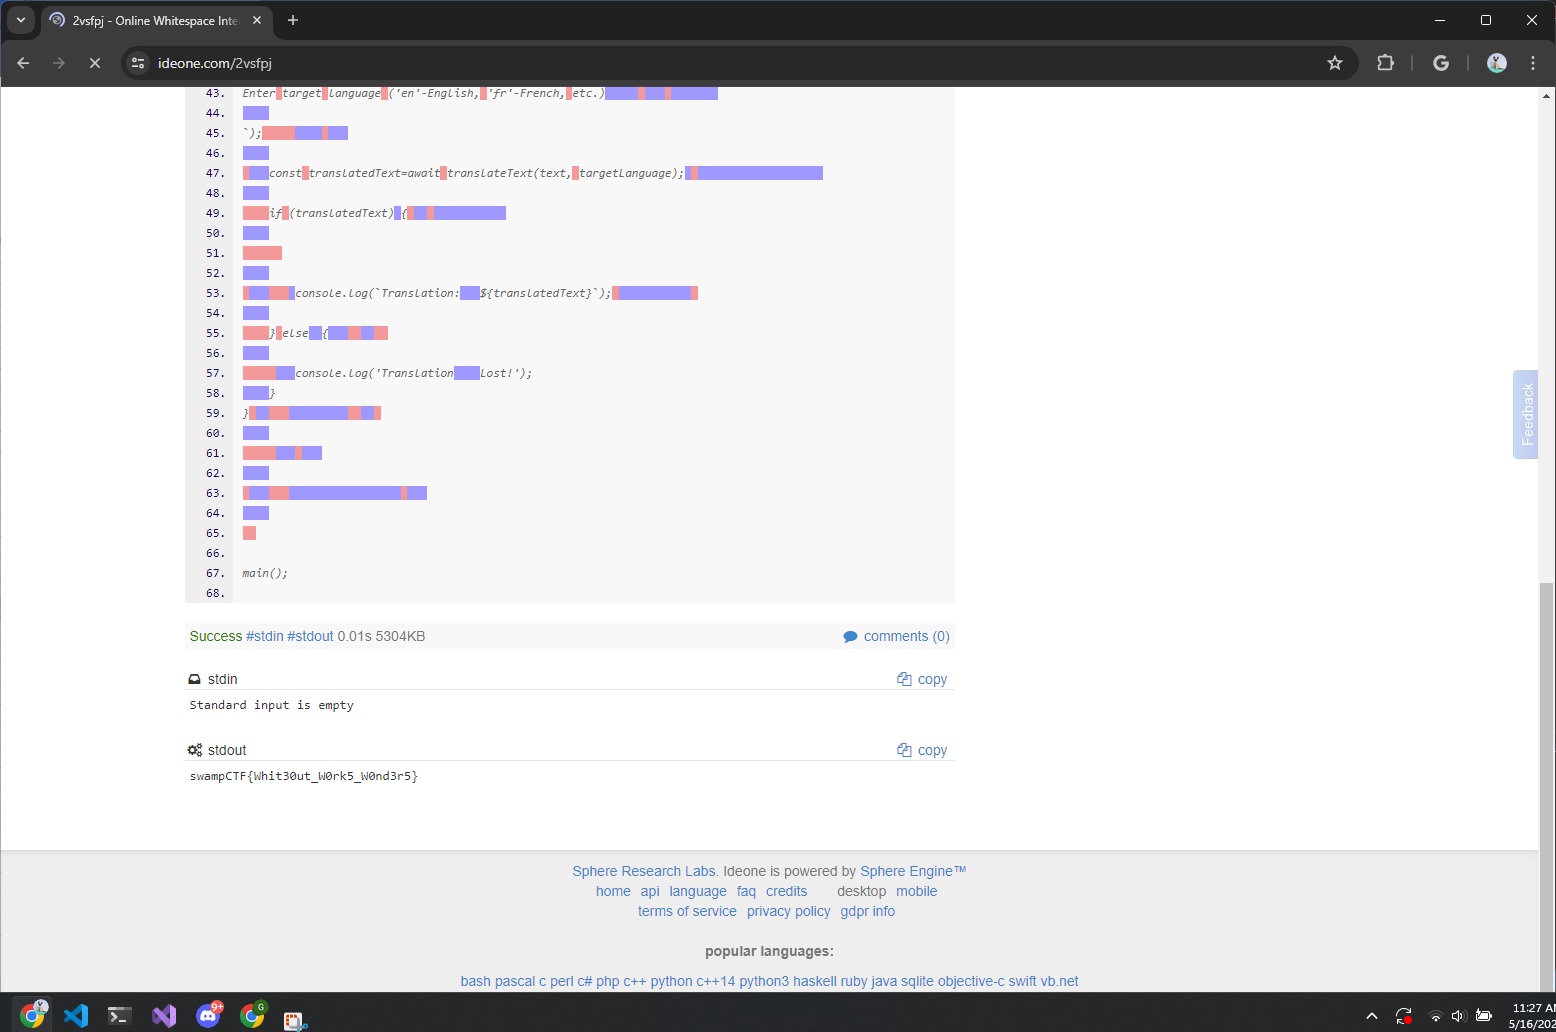 2vsfpj - Online Whitespace Inte
ideone.com/2vsfpj
43. Enter target language ('en'-English, 'fr'-French, etc.)
44.
45. `);
46.
47. const translatedText=await translateText(text, targetLanguage);
48.
49. if (translatedText) {
50.
51.
52.
53. console.log(`Translation: ${translatedText}`);
54.
55. } else {
56.
57. console.log('Translation Lost!');
58. }
59. }
60.
61.
62.
63.
64.
65.
66.
67. main();
68.
Feedback
Success #stdin #stdout 0.01s 5304KB
comments (0)
stdin
copy
Standard input is empty
stdout
copy
swampCTF{Whit30ut_W0rk5_W0nd3r5}
Sphere Research Labs. Ideone is powered by Sphere Engine™
home api language faq credits desktop mobile
terms of service privacy policy gdpr info
popular languages:
bash pascal c perl c# php c++ python c++14 python3 haskell ruby java sqlite objective-c swift vb.net
9+
G
11:27 A
5/16/202